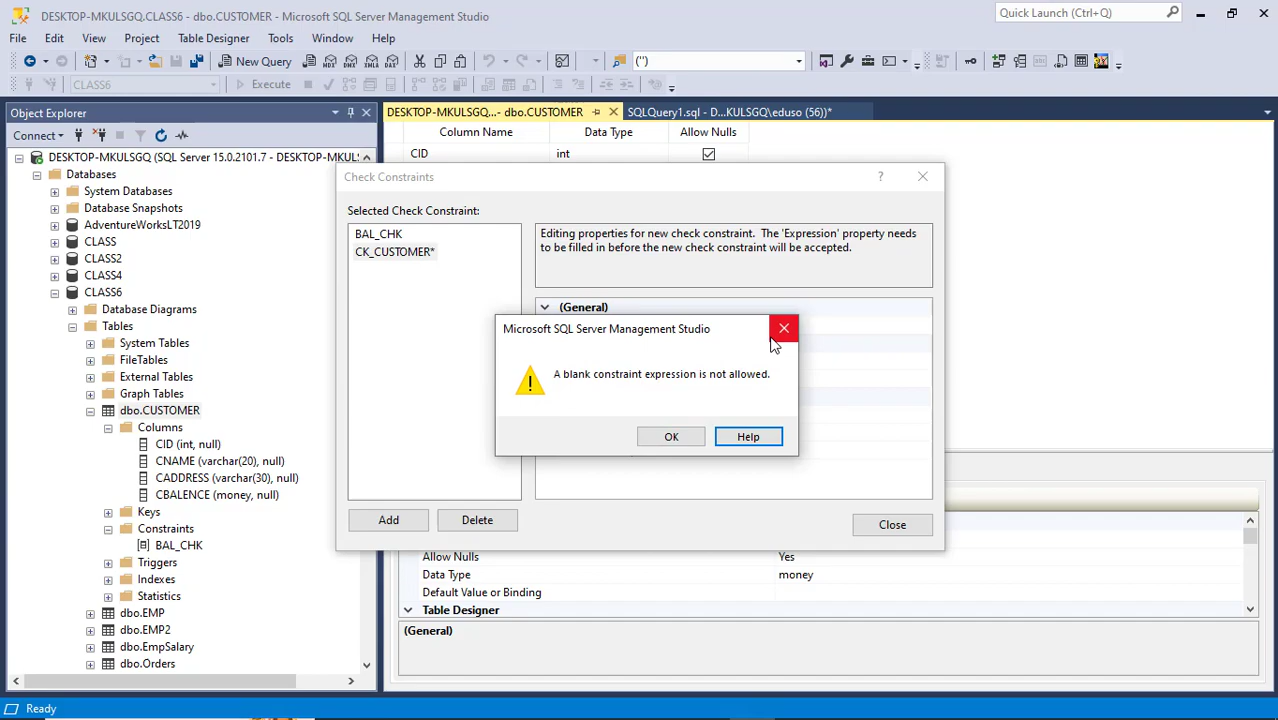 DESKTOP-MKULSGQ.CLASS6 - dbo.CUSTOMER - Microsoft SQL Server Management Studio
Quick Launch (Ctrl+Q)
File Edit View Project Table Designer Tools Window Help
New Query
('')
CLASS6
Execute
Object Explorer
Connect
DESKTOP-MKULSGQ (SQL Server 15.0.2101.7 - DESKTOP-MKULS
Databases
System Databases
Database Snapshots
AdventureWorksLT2019
CLASS
CLASS2
CLASS4
CLASS6
Database Diagrams
Tables
System Tables
FileTables
External Tables
Graph Tables
dbo.CUSTOMER
Columns
CID (int, null)
CNAME (varchar(20), null)
CADDRESS (varchar(30), null)
CBALENCE (money, null)
Keys
Constraints
BAL_CHK
Triggers
Indexes
Statistics
dbo.EMP
dbo.EMP2
dbo.EmpSalary
dbo.Orders
DESKTOP-MKULSGQ...- dbo.CUSTOMER
SQLQuery1.sql - D...KULSGQ\eduso (56))*
Column Name Data Type Allow Nulls
CID int
Check Constraints
?
Selected Check Constraint:
BAL_CHK
CK_CUSTOMER*
Editing properties for new check constraint. The 'Expression' property needs
to be filled in before the new check constraint will be accepted.
(General)
Microsoft SQL Server Management Studio
A blank constraint expression is not allowed.
OK Help
Add Delete Close
Allow Nulls Yes
Data Type money
Default Value or Binding
Table Designer
(General)
Ready